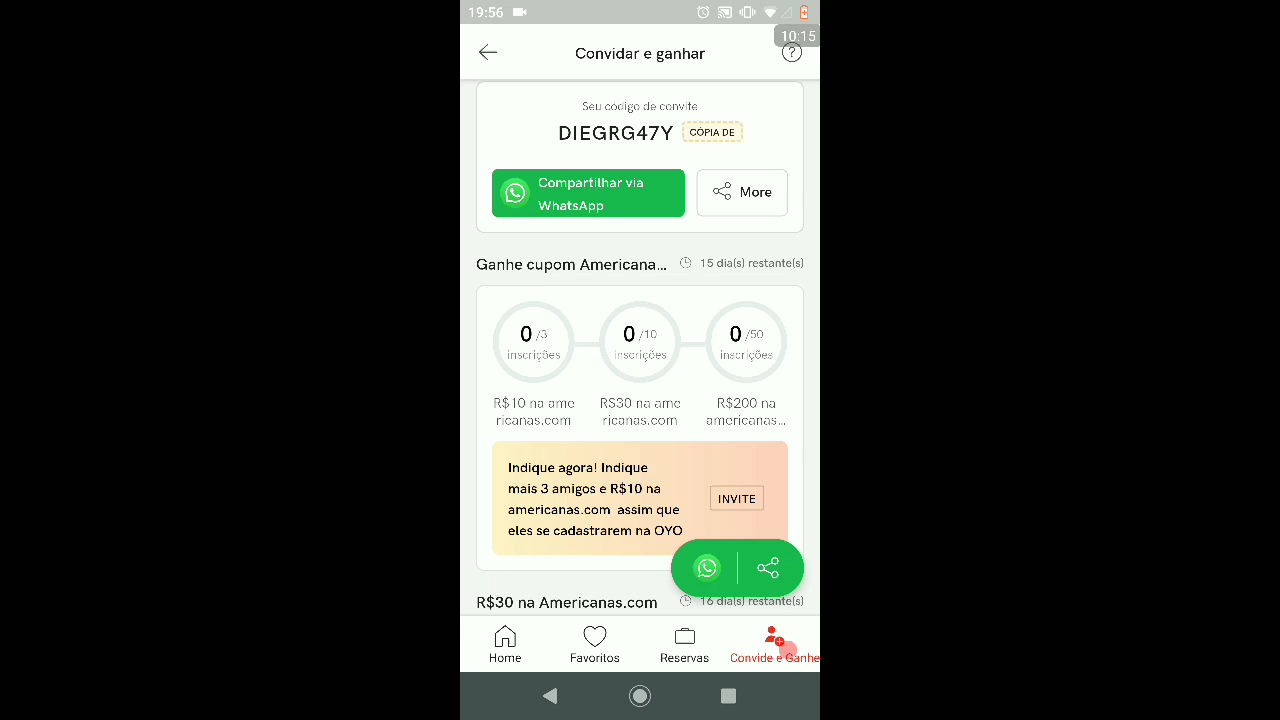 19:56
10:15
Convidar e ganhar
?
Seu código de convite
DIEGRG47Y CÓPIA DE
Compartilhar via
WhatsApp
More
Ganhe cupom Americana... 15 dia(s) restante(s)
0 /3 0 /10 0 /50
inscrições inscrições inscrições
R$10 na ame R$30 na ame R$200 na
ricanas.com ricanas.com americanas...
Indique agora! Indique
mais 3 amigos e R$10 na
americanas.com assim que
eles se cadastrarem na OYO
INVITE
R$30 na Americanas.com 16 dia(s) restante(s)
Home Favoritos Reservas Convide e Ganhe